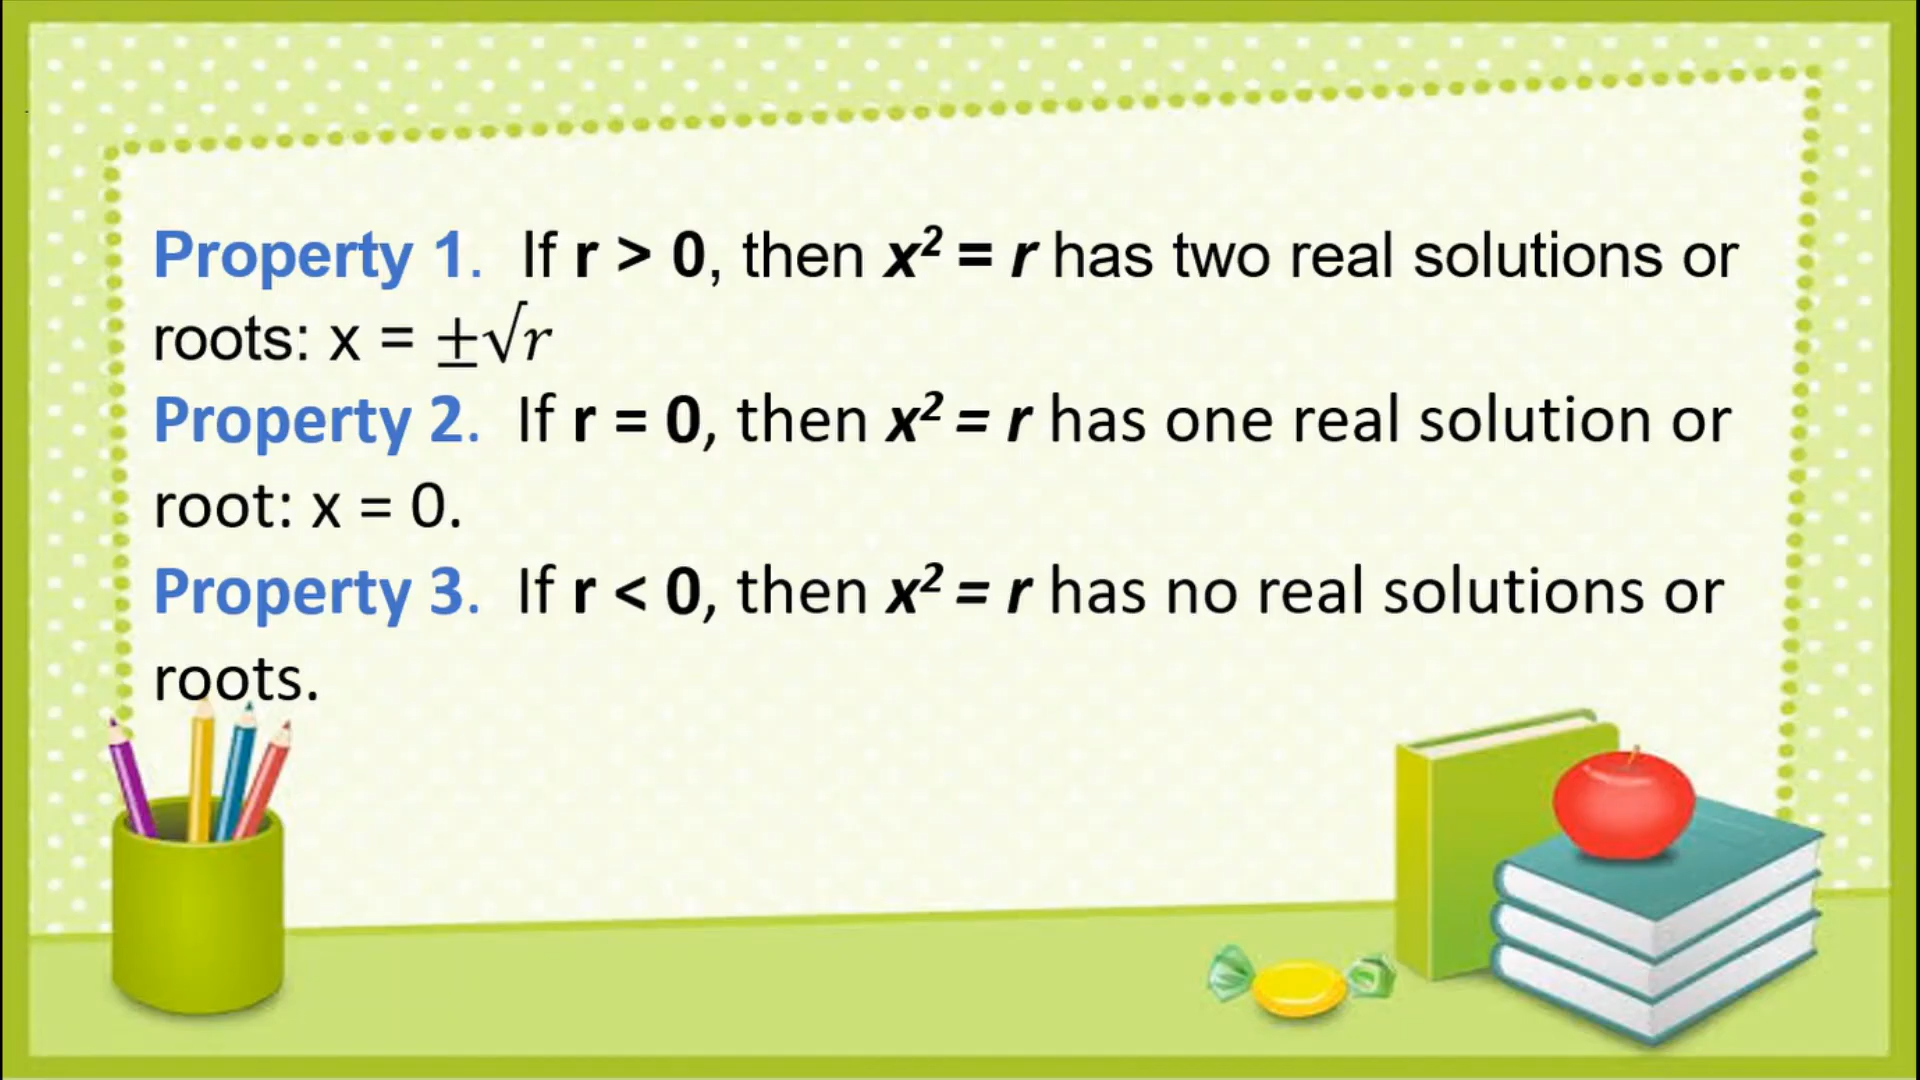 Property 1.  If r > 0, then x² = r has two real solutions or
roots: x = ±√r
Property 2.  If r = 0, then x² = r has one real solution or
root: x = 0.
Property 3.  If r < 0, then x² = r has no real solutions or
roots.